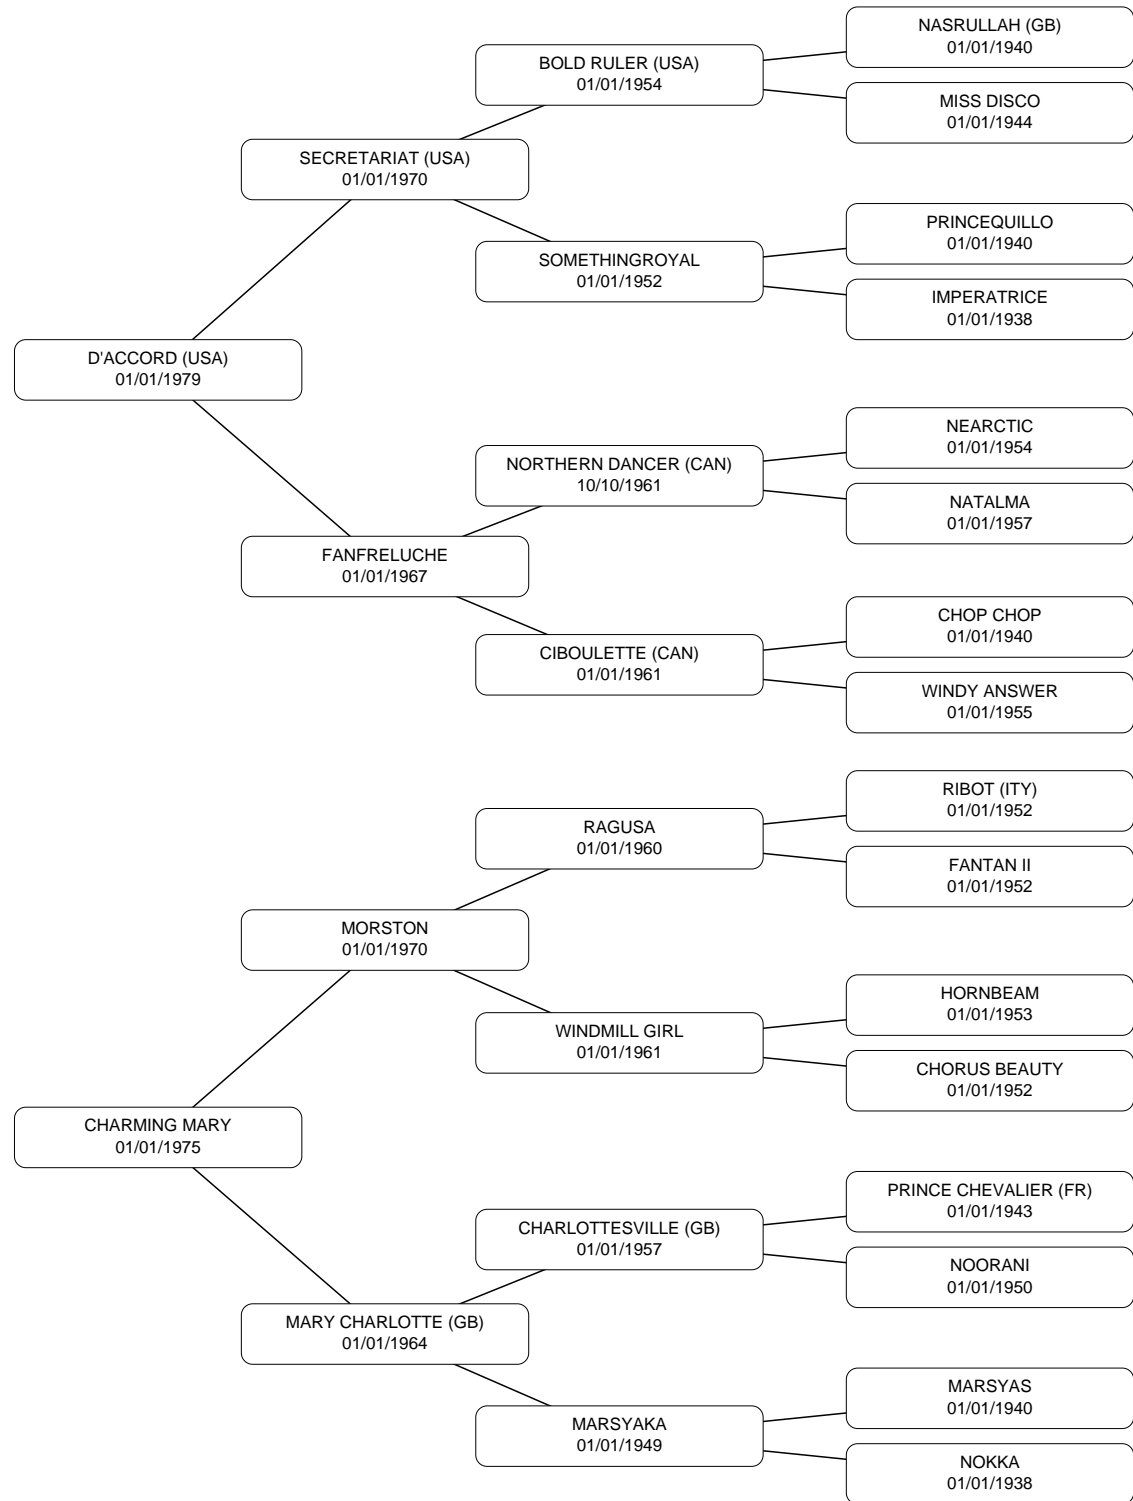 NASRULLAH (GB)
01/01/1940
BOLD RULER (USA)
01/01/1954
MISS DISCO
01/01/1944
SECRETARIAT (USA)
01/01/1970
PRINCEQUILLO
01/01/1940
SOMETHINGROYAL
01/01/1952
IMPERATRICE
01/01/1938
D'ACCORD (USA)
01/01/1979
NEARCTIC
01/01/1954
NORTHERN DANCER (CAN)
10/10/1961
NATALMA
01/01/1957
FANFRELUCHE
01/01/1967
CHOP CHOP
01/01/1940
CIBOULETTE (CAN)
01/01/1961
WINDY ANSWER
01/01/1955
RIBOT (ITY)
01/01/1952
RAGUSA
01/01/1960
FANTAN II
01/01/1952
MORSTON
01/01/1970
HORNBEAM
01/01/1953
WINDMILL GIRL
01/01/1961
CHORUS BEAUTY
01/01/1952
CHARMING MARY
01/01/1975
PRINCE CHEVALIER (FR)
01/01/1943
CHARLOTTESVILLE (GB)
01/01/1957
NOORANI
01/01/1950
MARY CHARLOTTE (GB)
01/01/1964
MARSYAS
01/01/1940
MARSYAKA
01/01/1949
NOKKA
01/01/1938